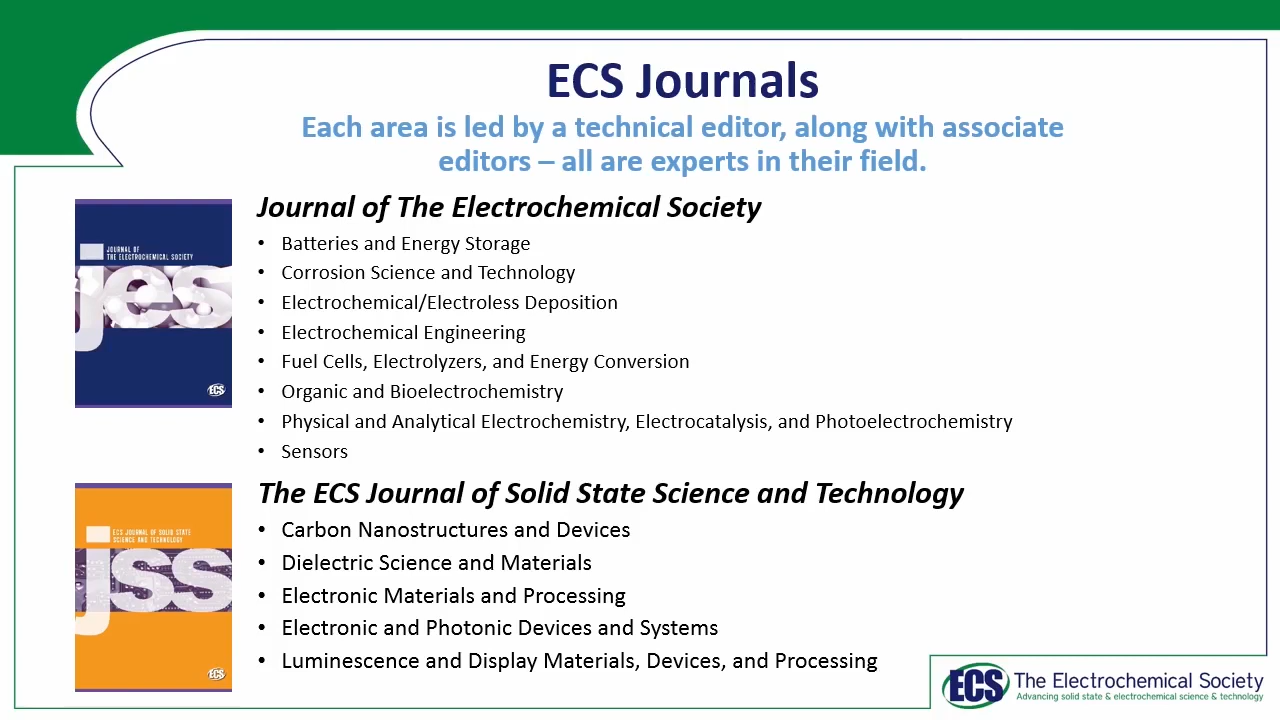 ECS Journals
Each area is led by a technical editor, along with associate
editors – all are experts in their field.
Journal of The Electrochemical Society
• Batteries and Energy Storage
• Corrosion Science and Technology
• Electrochemical/Electroless Deposition
• Electrochemical Engineering
• Fuel Cells, Electrolyzers, and Energy Conversion
• Organic and Bioelectrochemistry
• Physical and Analytical Electrochemistry, Electrocatalysis, and Photoelectrochemistry
• Sensors
JOURNAL OF
THE ELECTROCHEMICAL SOCIETY
jes
ECS
The ECS Journal of Solid State Science and Technology
• Carbon Nanostructures and Devices
• Dielectric Science and Materials
• Electronic Materials and Processing
• Electronic and Photonic Devices and Systems
• Luminescence and Display Materials, Devices, and Processing
ECS JOURNAL OF SOLID STATE
SCIENCE AND TECHNOLOGY
jss
ECS
ECS The Electrochemical Society
Advancing solid state & electrochemical science & technology